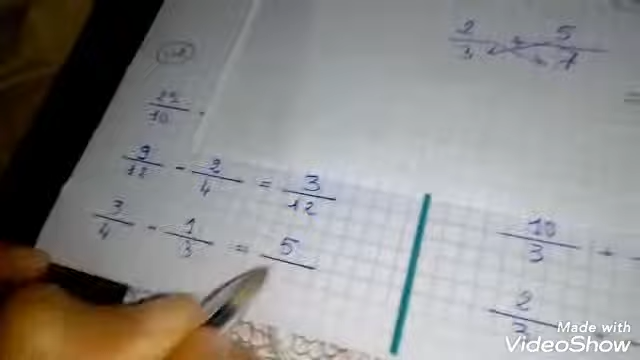 2/3 5/7
9/12 - 2/4 = 3/12
3/4 - 1/3 = 5/
10/3 +
2/3
Made with
VideoShow